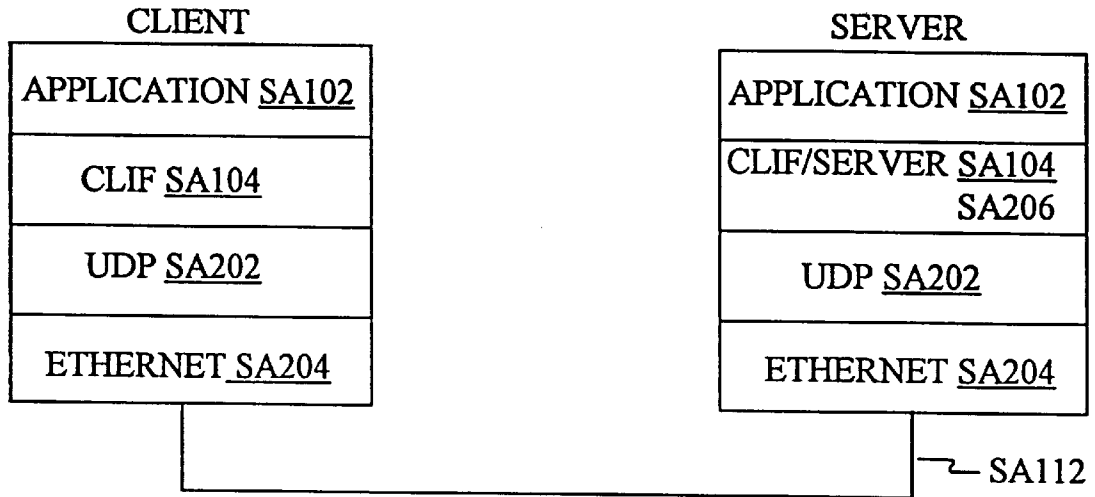 CLIENT
APPLICATION SA102
CLIF SA104
UDP SA202
ETHERNET SA204
SERVER
APPLICATION SA102
CLIF/SERVER SA104
SA206
UDP SA202
ETHERNET SA204
SA112